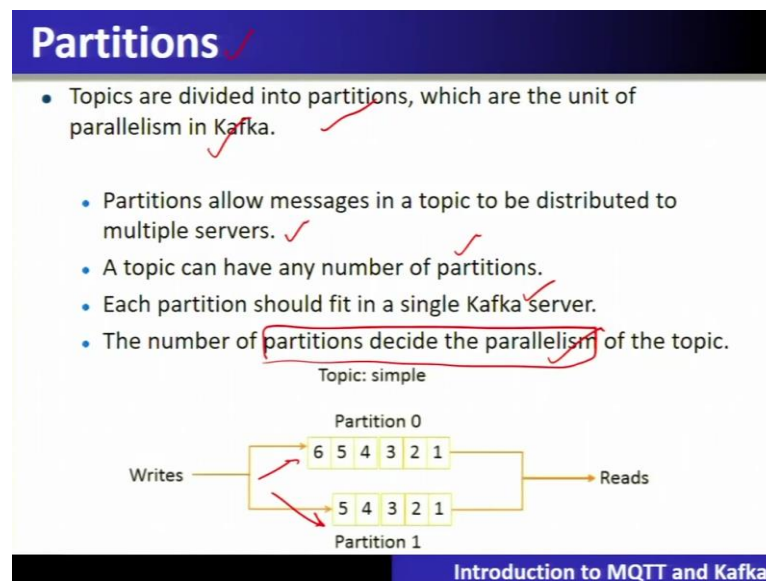 Partitions
Topics are divided into partitions, which are the unit of
parallelism in Kafka.
Partitions allow messages in a topic to be distributed to
multiple servers.
A topic can have any number of partitions.
Each partition should fit in a single Kafka server.
The number of partitions decide the parallelism of the topic.
Topic: simple
Partition 0
6 5 4 3 2 1
Writes
Reads
5 4 3 2 1
Partition 1
Introduction to MQTT and Kafka